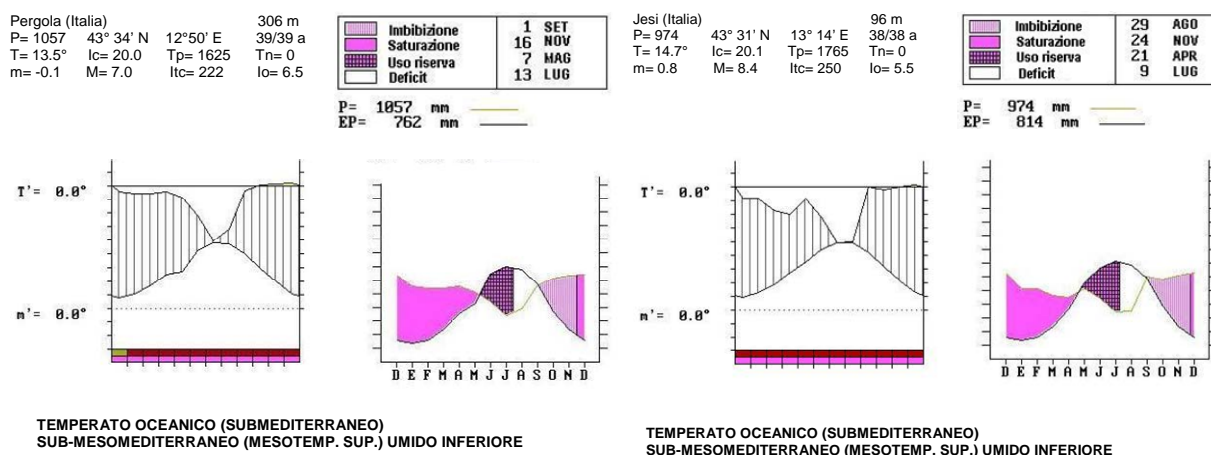 Pergola (Italia) 306 m
P= 1057 43° 34' N 12°50' E 39/39 a
T= 13.5° Ic= 20.0 Tp= 1625 Tn= 0
m= -0.1 M= 7.0 Itc= 222 Io= 6.5
Imbibizione 1 SET
Saturazione 16 NOV
Uso riserva 7 MAG
Deficit 13 LUG
P= 1057 mm
EP= 762 mm
T'= 0.0°
m'= 0.0°
D E F M A M J J A S O N D
TEMPERATO OCEANICO (SUBMEDITERRANEO)
SUB-MESOMEDITERRANEO (MESOTEMP. SUP.) UMIDO INFERIORE
Jesi (Italia) 96 m
P= 974 43° 31' N 13° 14' E 38/38 a
T= 14.7° Ic= 20.1 Tp= 1765 Tn= 0
m= 0.8 M= 8.4 Itc= 250 Io= 5.5
Imbibizione 29 AGO
Saturazione 24 NOV
Uso riserva 21 APR
Deficit 9 LUG
P= 974 mm
EP= 814 mm
T'= 0.0°
m'= 0.0°
D E F M A M J J A S O N D
TEMPERATO OCEANICO (SUBMEDITERRANEO)
SUB-MESOMEDITERRANEO (MESOTEMP. SUP.) UMIDO INFERIORE